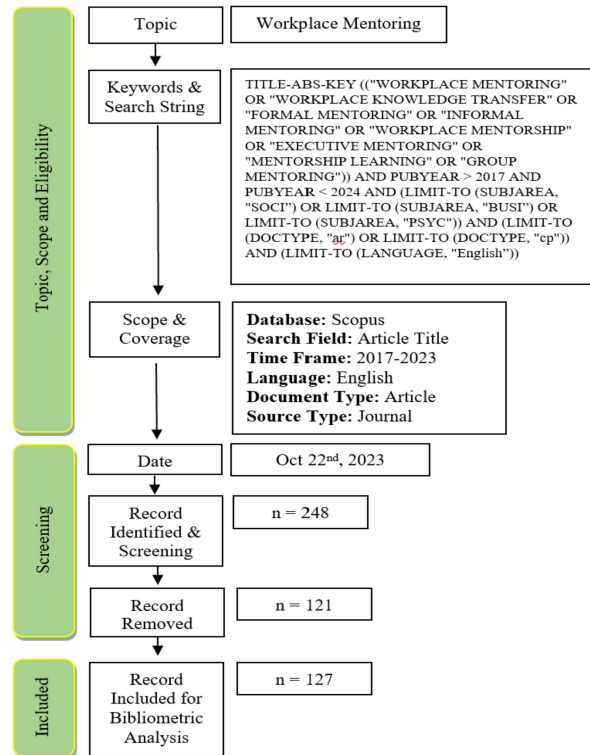 Topic
Workplace Mentoring
Keywords &
Search String
TITLE-ABS-KEY (("WORKPLACE MENTORING"
OR "WORKPLACE KNOWLEDGE TRANSFER" OR
"FORMAL MENTORING" OR "INFORMAL
MENTORING" OR "WORKPLACE MENTORSHIP"
OR "EXECUTIVE MENTORING" OR
"MENTORSHIP LEARNING" OR "GROUP
MENTORING")) AND PUBYEAR > 2017 AND
PUBYEAR < 2024 AND (LIMIT-TO (SUBJAREA,
"SOCI") OR LIMIT-TO (SUBJAREA, "BUSI") OR
LIMIT-TO (SUBJAREA, "PSYC")) AND (LIMIT-TO
(DOCTYPE, "ar") OR LIMIT-TO (DOCTYPE, "cp"))
AND (LIMIT-TO (LANGUAGE, "English"))
Topic, Scope and Eligibility
Scope &
Coverage
Database: Scopus
Search Field: Article Title
Time Frame: 2017-2023
Language: English
Document Type: Article
Source Type: Journal
Date
Oct 22nd, 2023
Screening
Record
Identified &
Screening
n = 248
Record
Removed
n = 121
Included
Record
Included for
Bibliometric
Analysis
n = 127